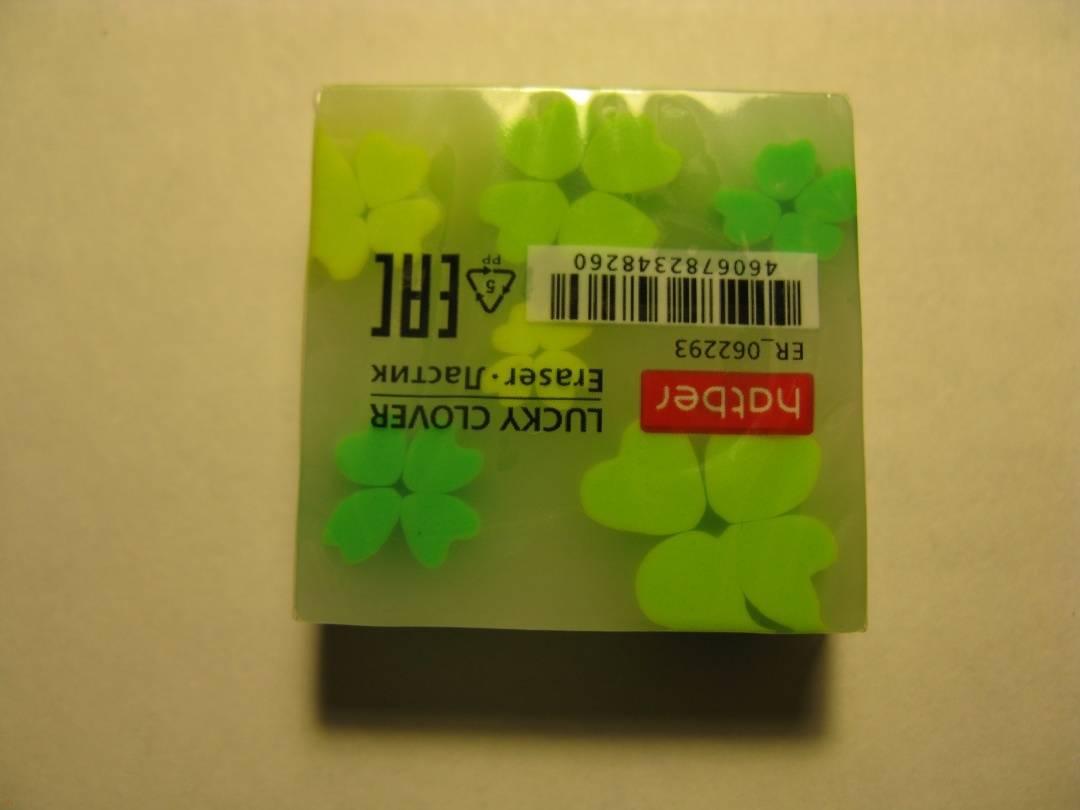 hatber
LUCKY CLOVER
Eraser·Ластик
ER_062293
4606782348260
5
PP
EAC